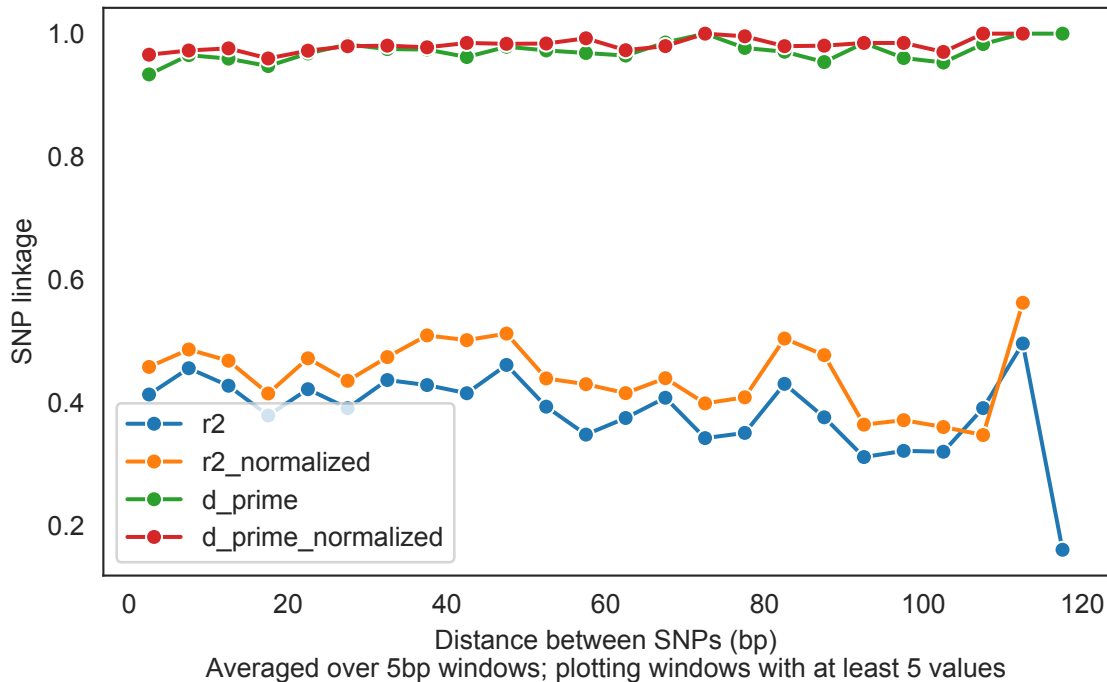 1.0
0.8
0.6
0.4
0.2
SNP linkage
r2
r2_normalized
d_prime
d_prime_normalized
0 20 40 60 80 100 120
Distance between SNPs (bp)
Averaged over 5bp windows; plotting windows with at least 5 values